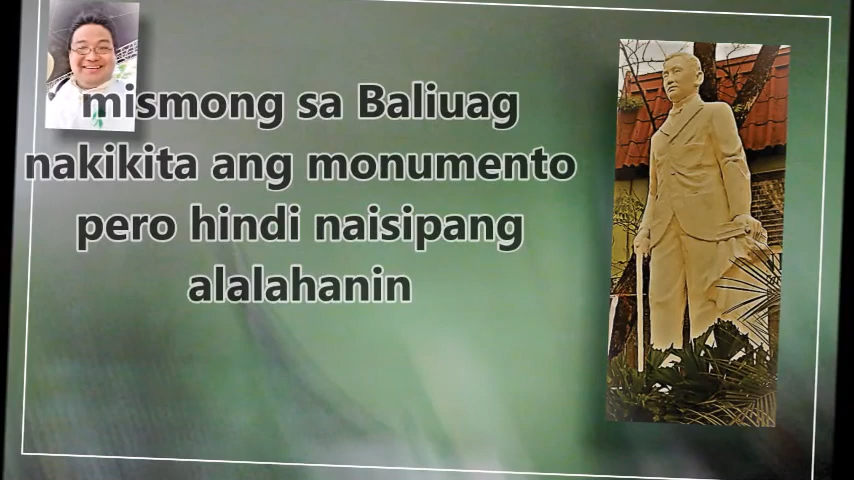 mismong sa Baliuag
nakikita ang monumento
pero hindi naisipang
alalahanin